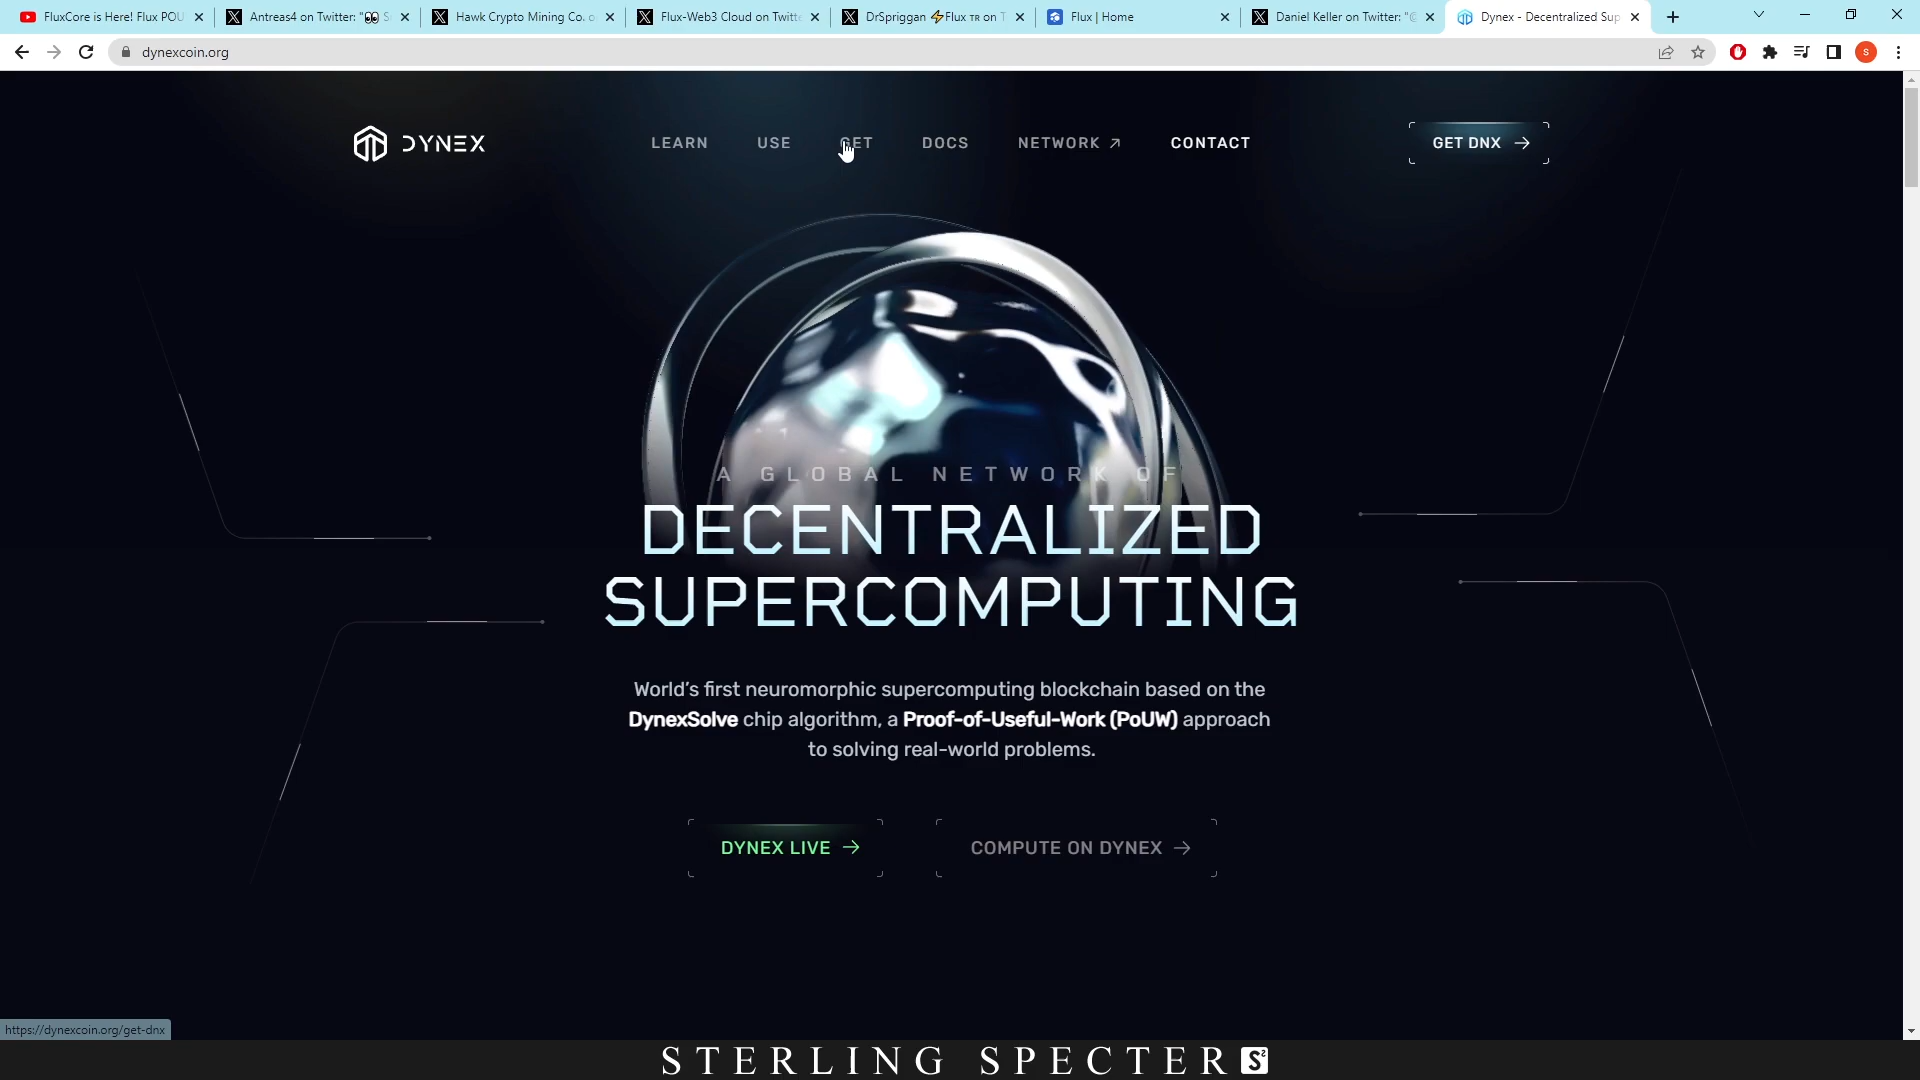 FluxCore is Here! Flux POU
Antreas4 on Twitter: "👀 S
Hawk Crypto Mining Co. o
Flux-Web3 Cloud on Twitte
DrSpriggan ⚡Flux TR on T
Flux | Home
Daniel Keller on Twitter: "@
Dynex - Decentralized Sup
dynexcoin.org
S
DYNEX
LEARN
USE
GET
DOCS
NETWORK ↗
CONTACT
GET DNX →
A GLOBAL NETWORK OF
DECENTRALIZED
SUPERCOMPUTING
World's first neuromorphic supercomputing blockchain based on the
DynexSolve chip algorithm, a Proof-of-Useful-Work (PoUW) approach
to solving real-world problems.
DYNEX LIVE →
COMPUTE ON DYNEX →
https://dynexcoin.org/get-dnx
STERLING SPECTER S²